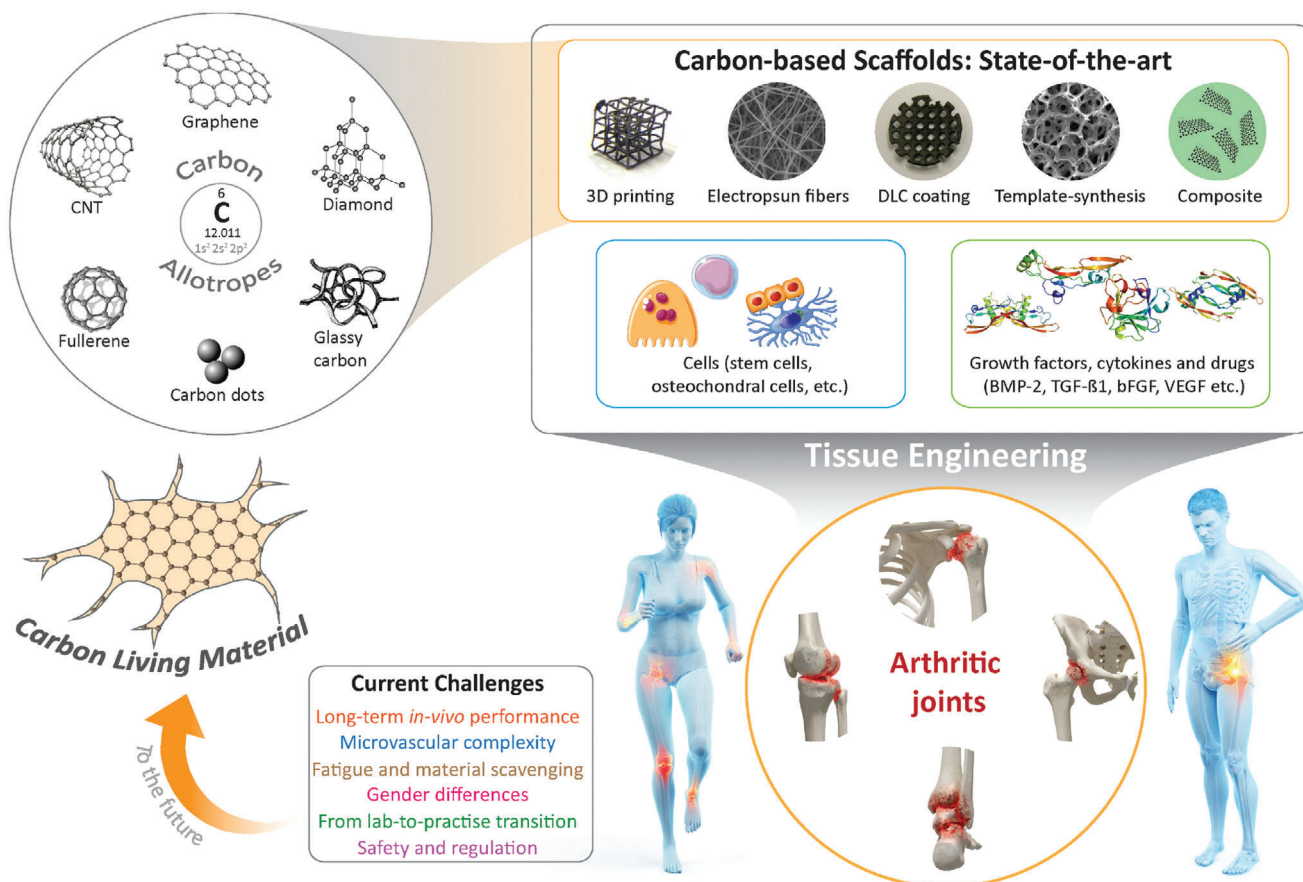 Graphene
CNT
Carbon
Allotropes
6
C
12.011
1s² 2s² 2p²
Diamond
Fullerene
Glassy
carbon
Carbon dots
Carbon-based Scaffolds: State-of-the-art
3D printing
Electropsun fibers
DLC coating
Template-synthesis
Composite
Cells (stem cells,
osteochondral cells, etc.)
Growth factors, cytokines and drugs
(BMP-2, TGF-ß1, bFGF, VEGF etc.)
Tissue Engineering
Arthritic
joints
Carbon Living Material
To the future
Current Challenges
Long-term in-vivo performance
Microvascular complexity
Fatigue and material scavenging
Gender differences
From lab-to-practise transition
Safety and regulation